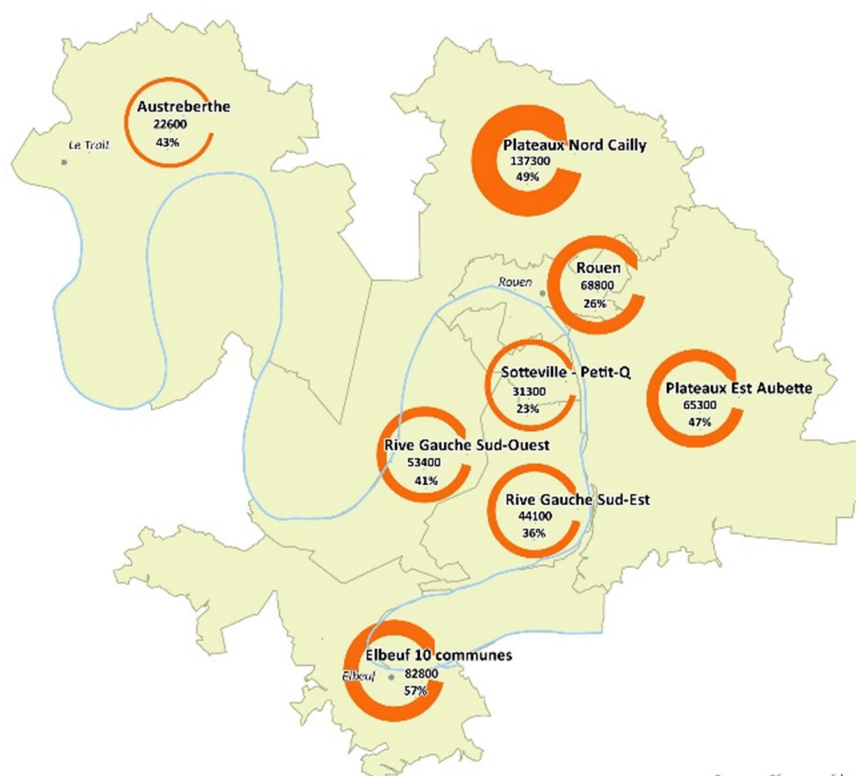 Austreberthe
22600
43%
Le Trait
Plateaux Nord Cailly
137300
49%
Rouen
68800
26%
Rouen
Sotteville - Petit-Q
31300
23%
Plateaux Est Aubette
65300
47%
Rive Gauche Sud-Ouest
53400
41%
Rive Gauche Sud-Est
44100
36%
Elbeuf 10 communes
Elbeuf
82800
57%